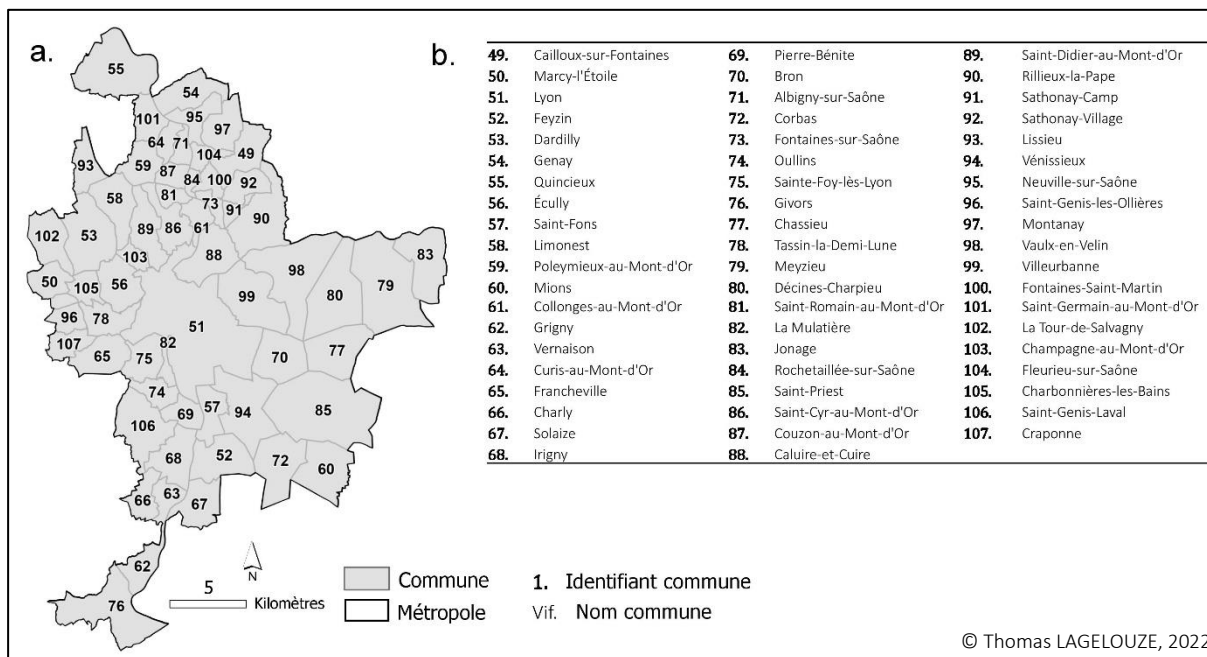 a.
b.
55
54
101
95
97
64
71
104
49
93
59
87
84
100
92
58
81
73
91
90
102
53
89
86
61
88
103
98
83
50
105
56
99
80
79
96
78
51
107
65
75
82
70
77
74
57
94
85
69
106
68
52
72
60
66
63
67
62
76
49. Cailloux-sur-Fontaines 69. Pierre-Bénite 89. Saint-Didier-au-Mont-d'Or
50. Marcy-l'Étoile 70. Bron 90. Rillieux-la-Pape
51. Lyon 71. Albigny-sur-Saône 91. Sathonay-Camp
52. Feyzin 72. Corbas 92. Sathonay-Village
53. Dardilly 73. Fontaines-sur-Saône 93. Lissieu
54. Genay 74. Oullins 94. Vénissieux
55. Quincieux 75. Sainte-Foy-lès-Lyon 95. Neuville-sur-Saône
56. Écully 76. Givors 96. Saint-Genis-les-Ollières
57. Saint-Fons 77. Chassieu 97. Montanay
58. Limonest 78. Tassin-la-Demi-Lune 98. Vaulx-en-Velin
59. Poleymieux-au-Mont-d'Or 79. Meyzieu 99. Villeurbanne
60. Mions 80. Décines-Charpieu 100. Fontaines-Saint-Martin
61. Collonges-au-Mont-d'Or 81. Saint-Romain-au-Mont-d'Or 101. Saint-Germain-au-Mont-d'Or
62. Grigny 82. La Mulatière 102. La Tour-de-Salvagny
63. Vernaison 83. Jonage 103. Champagne-au-Mont-d'Or
64. Curis-au-Mont-d'Or 84. Rochetaillée-sur-Saône 104. Fleurieu-sur-Saône
65. Francheville 85. Saint-Priest 105. Charbonnières-les-Bains
66. Charly 86. Saint-Cyr-au-Mont-d'Or 106. Saint-Genis-Laval
67. Solaize 87. Couzon-au-Mont-d'Or 107. Craponne
68. Irigny 88. Caluire-et-Cuire
N
5
Kilomètres
Commune
Métropole
1. Identifiant commune
Vif. Nom commune
© Thomas LAGELOUZE, 2022